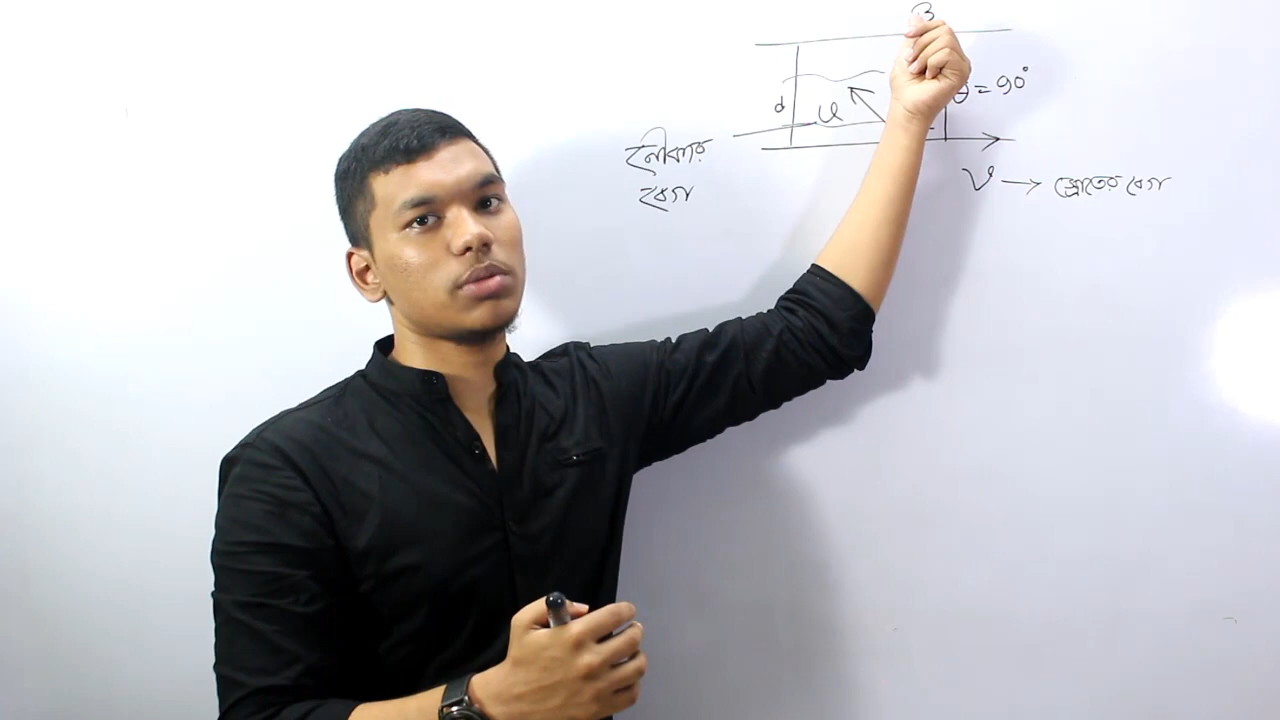 B
θ = 90°
d
u
নৌকার
বেগ
v → স্রোতের বেগ